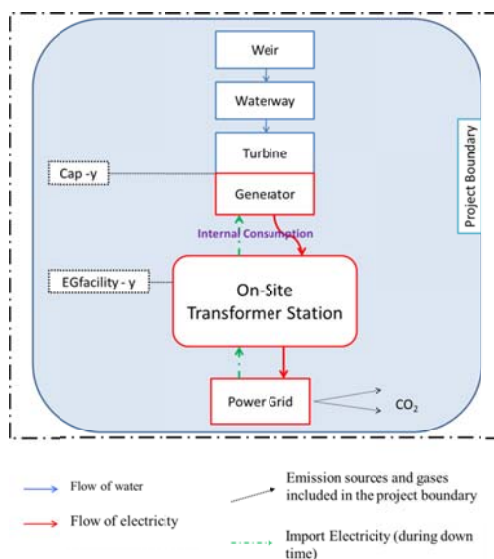 Weir
Waterway
Turbine
Cap -y
Generator
Project Boundary
Internal Consumption
EGfacility - y
On-Site
Transformer Station
Power Grid
CO2
Flow of water
Emission sources and gases
included in the project boundary
Flow of electricity
Import Electricity (during down
time)